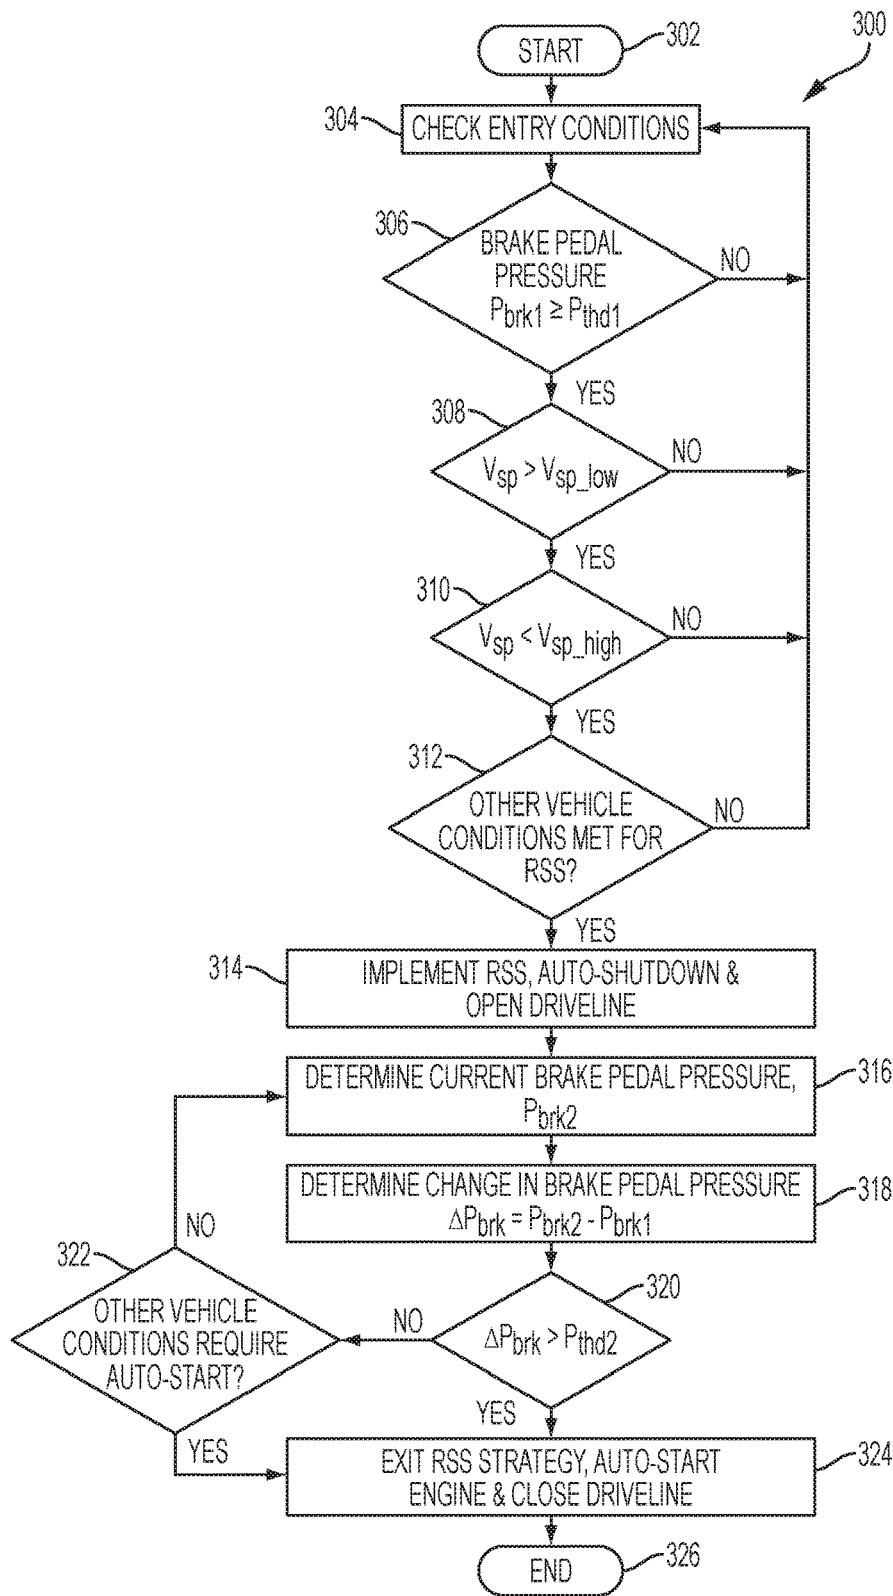 START
302
300
304
CHECK ENTRY CONDITIONS
306
BRAKE PEDAL
PRESSURE
Pbrk1 ≥ Pthd1
NO
YES
308
Vsp > Vsp_low
NO
YES
310
Vsp < Vsp_high
NO
YES
312
OTHER VEHICLE
CONDITIONS MET FOR
RSS?
NO
YES
314
IMPLEMENT RSS, AUTO-SHUTDOWN &
OPEN DRIVELINE
DETERMINE CURRENT BRAKE PEDAL PRESSURE,
Pbrk2
316
DETERMINE CHANGE IN BRAKE PEDAL PRESSURE
ΔPbrk = Pbrk2 - Pbrk1
318
NO
322
OTHER VEHICLE
CONDITIONS REQUIRE
AUTO-START?
NO
320
ΔPbrk > Pthd2
YES
YES
EXIT RSS STRATEGY, AUTO-START
ENGINE & CLOSE DRIVELINE
324
END
326